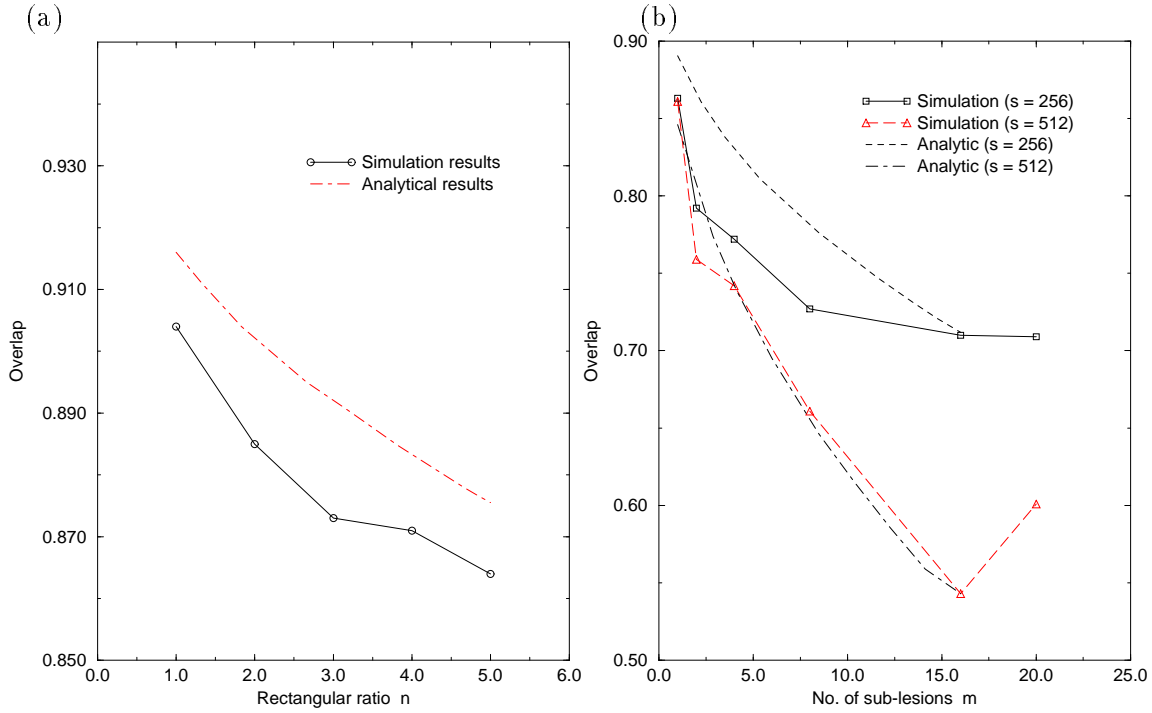 (a)
0.930
0.910
0.890
0.870
0.850
Overlap
Simulation results
Analytical results
0.0 1.0 2.0 3.0 4.0 5.0 6.0
Rectangular ratio n
(b)
0.90
0.80
0.70
0.60
0.50
Overlap
Simulation (s = 256)
Simulation (s = 512)
Analytic (s = 256)
Analytic (s = 512)
0.0 5.0 10.0 15.0 20.0 25.0
No. of sub-lesions m